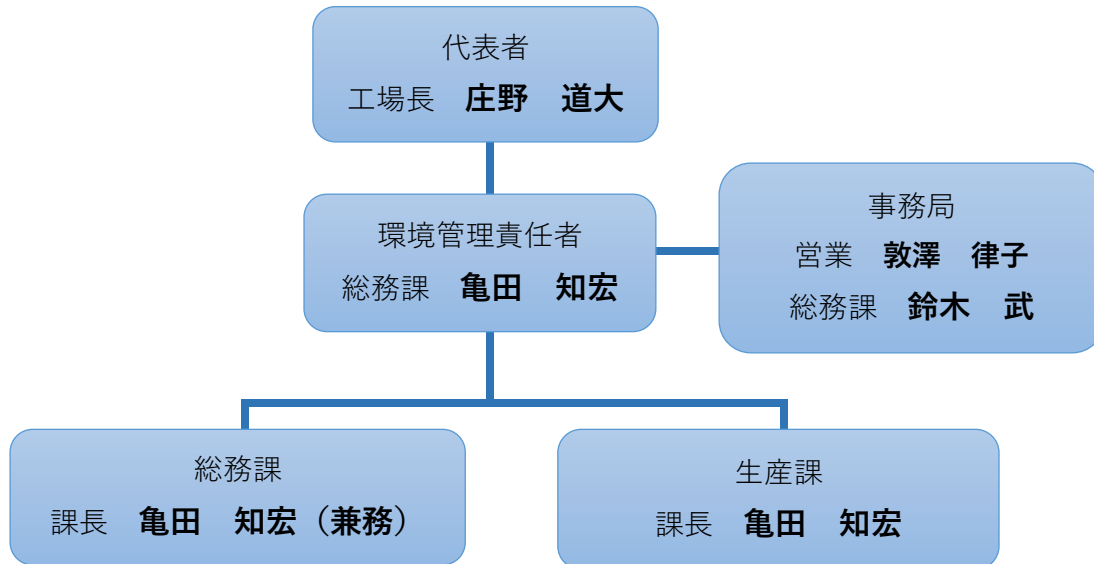 代表者
工場長　庄野　道大
環境管理責任者
総務課　亀田　知宏
事務局
営業　敦澤　律子
総務課　鈴木　武
総務課
課長　亀田　知宏（兼務）
生産課
課長　亀田　知宏